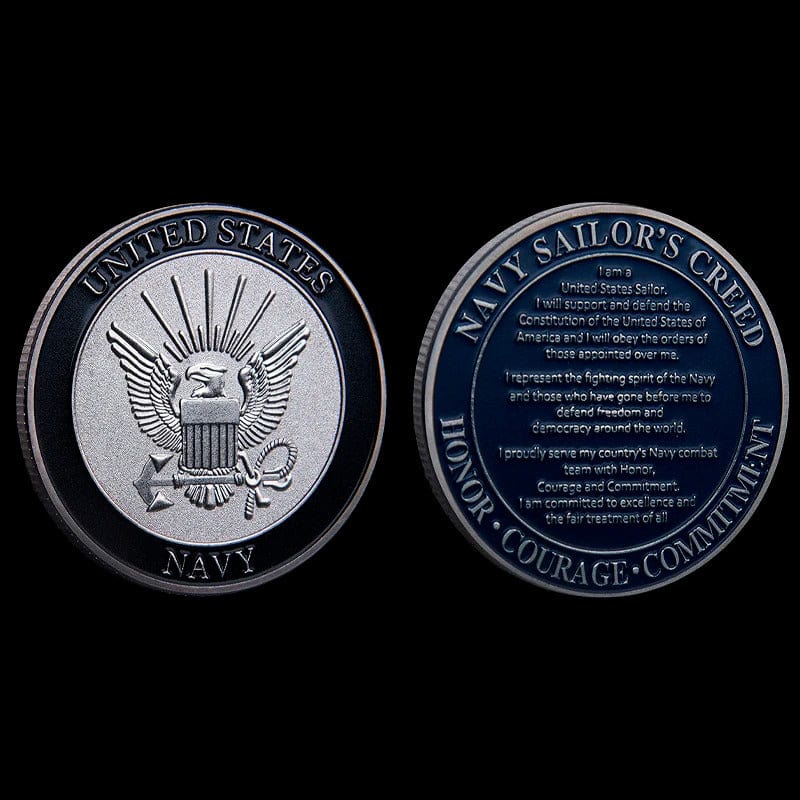 UNITED STATES
NAVY
NAVY SAILOR'S CREED
I am a
United States Sailor.
I will support and defend the
Constitution of the United States of
America and I will obey the orders of
those appointed over me.
I represent the fighting spirit of the Navy
and those who have gone before me to
defend freedom and
democracy around the world.
I proudly serve my country's Navy combat
team with Honor,
Courage and Commitment.
I am committed to excellence and
the fair treatment of all
HONOR · COURAGE · COMMITMENT